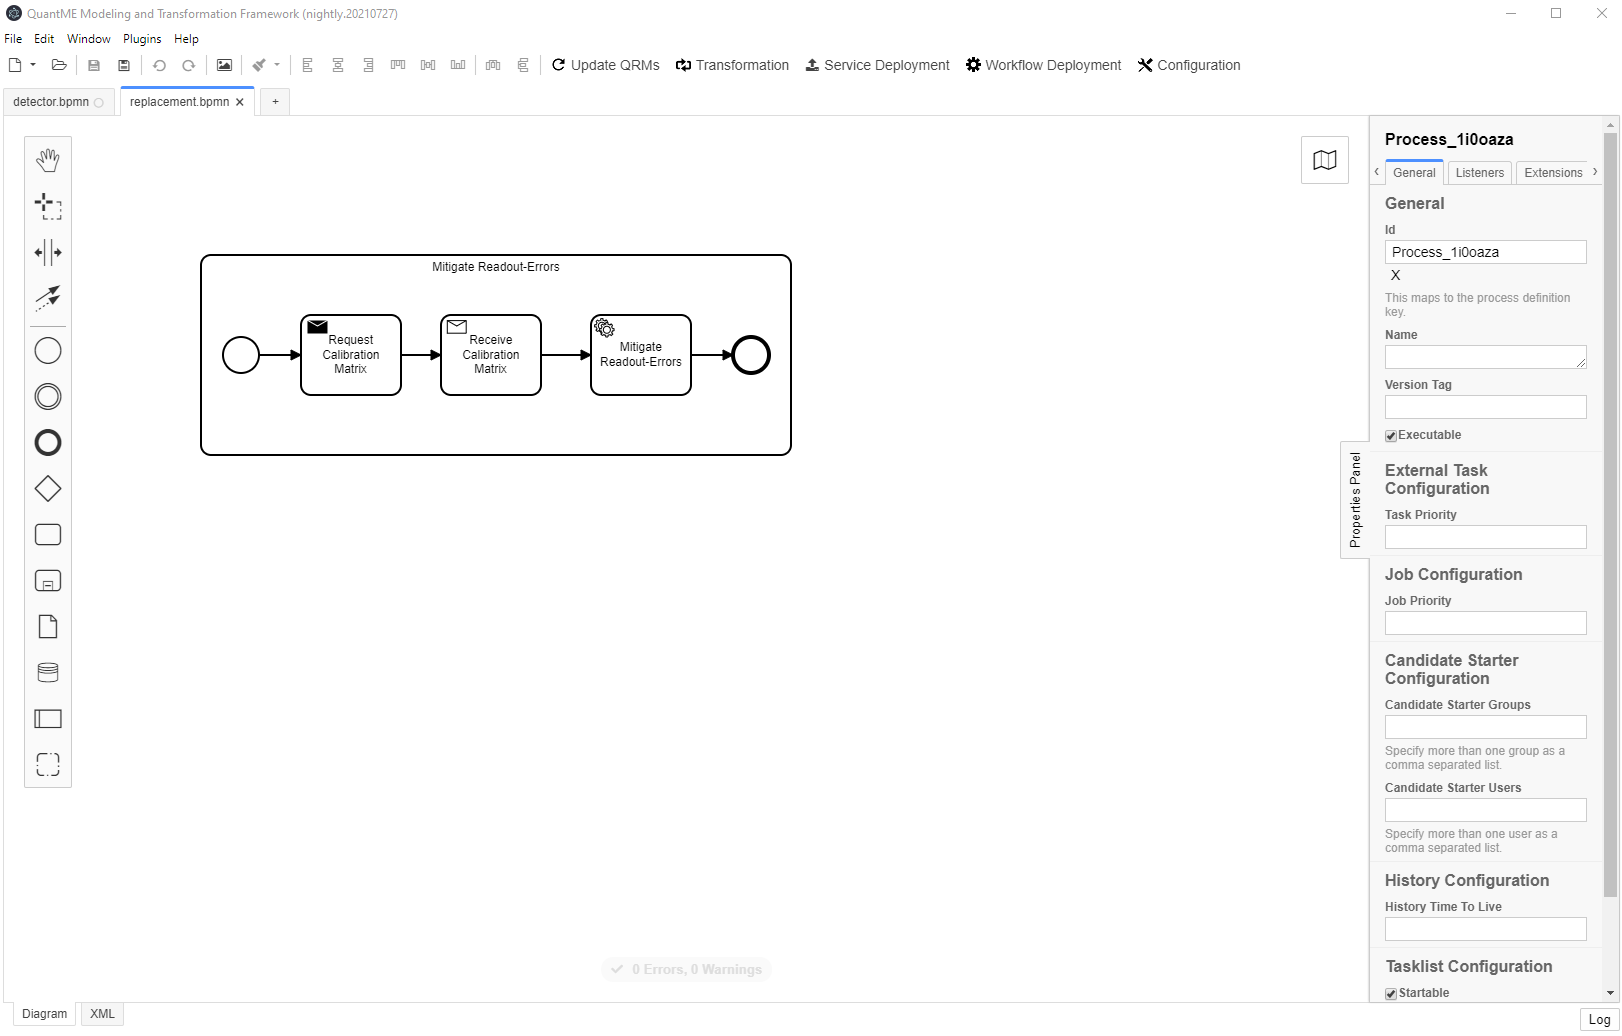 QuantME Modeling and Transformation Framework (nightly.20210727)
File Edit Window Plugins Help
Update QRMs Transformation Service Deployment Workflow Deployment Configuration
detector.bpmn replacement.bpmn × +
Process_1i0oaza
General Listeners Extensions
General
Id
Process_1i0oaza
X
This maps to the process definition
key.
Name
Version Tag
Executable
External Task
Configuration
Task Priority
Job Configuration
Job Priority
Candidate Starter
Configuration
Candidate Starter Groups
Specify more than one group as a
comma separated list.
Candidate Starter Users
Specify more than one user as a
comma separated list.
History Configuration
History Time To Live
Tasklist Configuration
Startable
Properties Panel
Mitigate Readout-Errors
Request
Calibration
Matrix
Receive
Calibration
Matrix
Mitigate
Readout-Errors
0 Errors, 0 Warnings
Diagram XML
Log